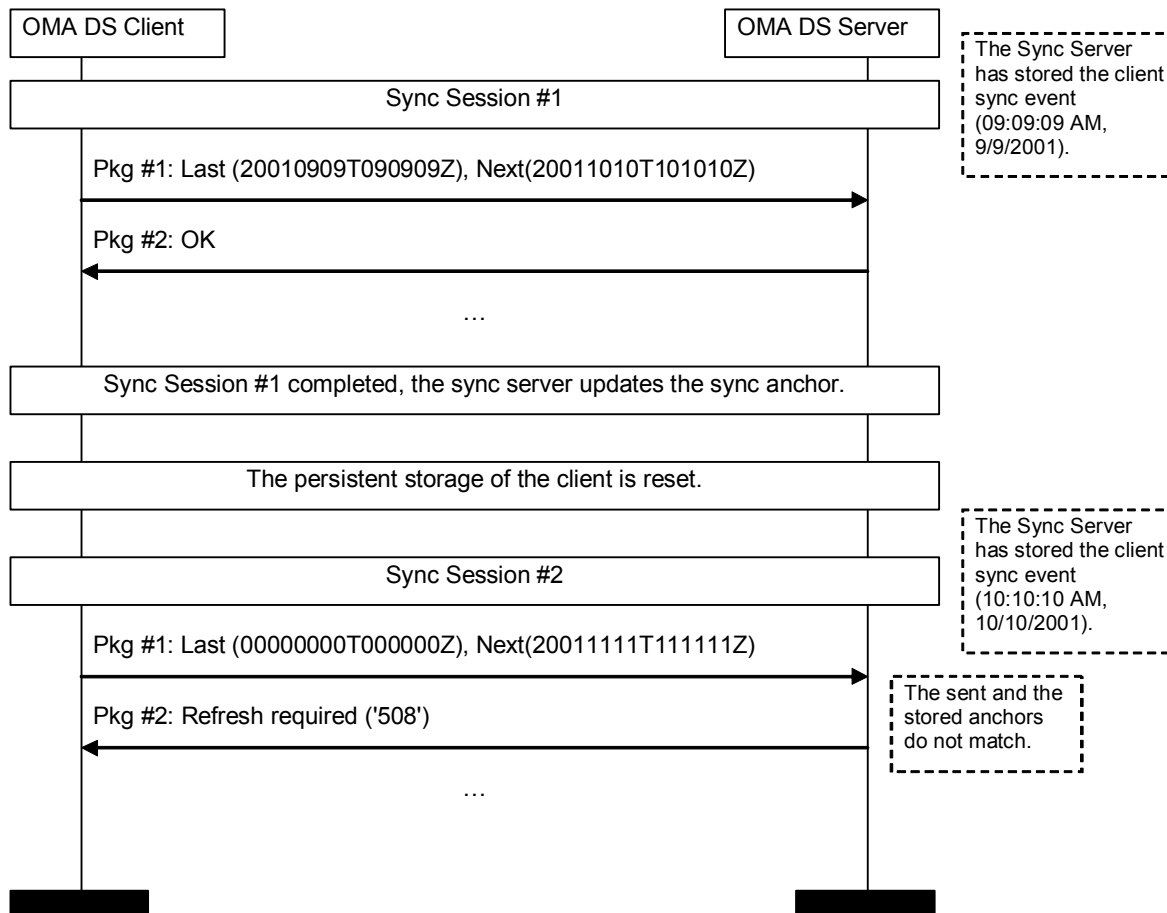 OMA DS Client
OMA DS Server
The Sync Server
has stored the client
sync event
(09:09:09 AM,
9/9/2001).
Sync Session #1
Pkg #1: Last (20010909T090909Z), Next(20011010T101010Z)
Pkg #2: OK
…
Sync Session #1 completed, the sync server updates the sync anchor.
The persistent storage of the client is reset.
The Sync Server
has stored the client
sync event
(10:10:10 AM,
10/10/2001).
Sync Session #2
Pkg #1: Last (00000000T000000Z), Next(20011111T111111Z)
The sent and the
stored anchors
do not match.
Pkg #2: Refresh required ('508')
…